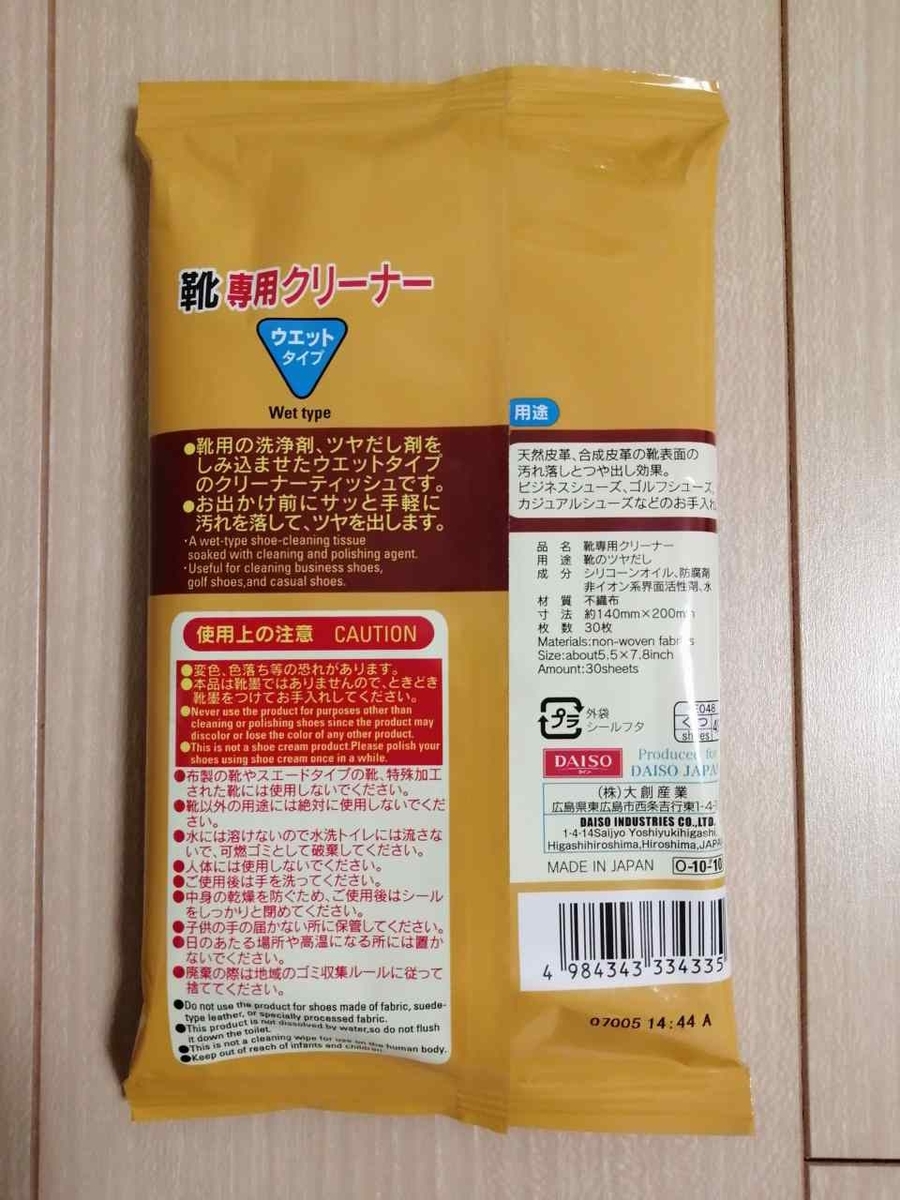 靴専用クリーナー
ウエット
タイプ
Wet type
●靴用の洗浄剤、ツヤだし剤を
しみ込ませたウエットタイプ
のクリーナーティッシュです。
●お出かけ前にサッと手軽に
汚れを落して、ツヤを出します。
・A wet-type shoe-cleaning tissue
soaked with cleaning and polishing agent.
・Useful for cleaning business shoes,
golf shoes,and casual shoes.
使用上の注意 CAUTION
●変色、色落ち等の恐れがあります。
●本品は靴墨ではありませんので、ときどき
靴墨をつけてお手入れしてください。
●Never use the product for purposes other than
cleaning or polishing shoes since the product may
discolor or lose the color of any other product.
●This is not a shoe cream product.Please polish your
shoes using shoe cream once in a while.
●布製の靴やスエードタイプの靴、特殊加工
された靴には使用しないでください。
●靴以外の用途には絶対に使用しないでくだ
さい。
●水には溶けないので水洗トイレには流さな
いで、可燃ゴミとして破棄してください。
●人体には使用しないでください。
●ご使用後は手を洗ってください。
●中身の乾燥を防ぐため、ご使用後はシール
をしっかりと閉めてください。
●子供の手の届かない所に保管してください。
●日のあたる場所や高温になる所には置か
ないでください。
●廃棄の際は地域のゴミ収集ルールに従って
捨ててください。
●Do not use the product for shoes made of fabric, suede-
type leather, or specially processed fabric.
●This product is not dissolved by water,so do not flush
it down the toilet.
●This is not a cleaning wipe for use on the human body.
●Keep out of reach of infants and children.
用途
天然皮革、合成皮革の靴表面の
汚れ落しとつや出し効果。
ビジネスシューズ、ゴルフシューズ、
カジュアルシューズなどのお手入れ
品 名 靴専用クリーナー
用 途 靴のツヤだし
成 分 シリコーンオイル、防腐剤
非イオン系界面活性剤、水
材 質 不織布
寸 法 約140mm×200mm
枚 数 30枚
Materials:non-woven fabrics
Size:about5.5×7.8inch
Amount:30sheets
プラ
外袋
シールフタ
E048
くつ
shoes
DAISO
Produced for
DAISO JAPA
(株)大創産業
広島県東広島市西条吉行東1-4-
DAISO INDUSTRIES CO.,LTD.
1-4-14Saijyo Yoshiyukihigashi
Higashihiroshima,Hiroshima,JAPA
MADE IN JAPAN
O-10-10
4 984343 334335
07005 14:44 A